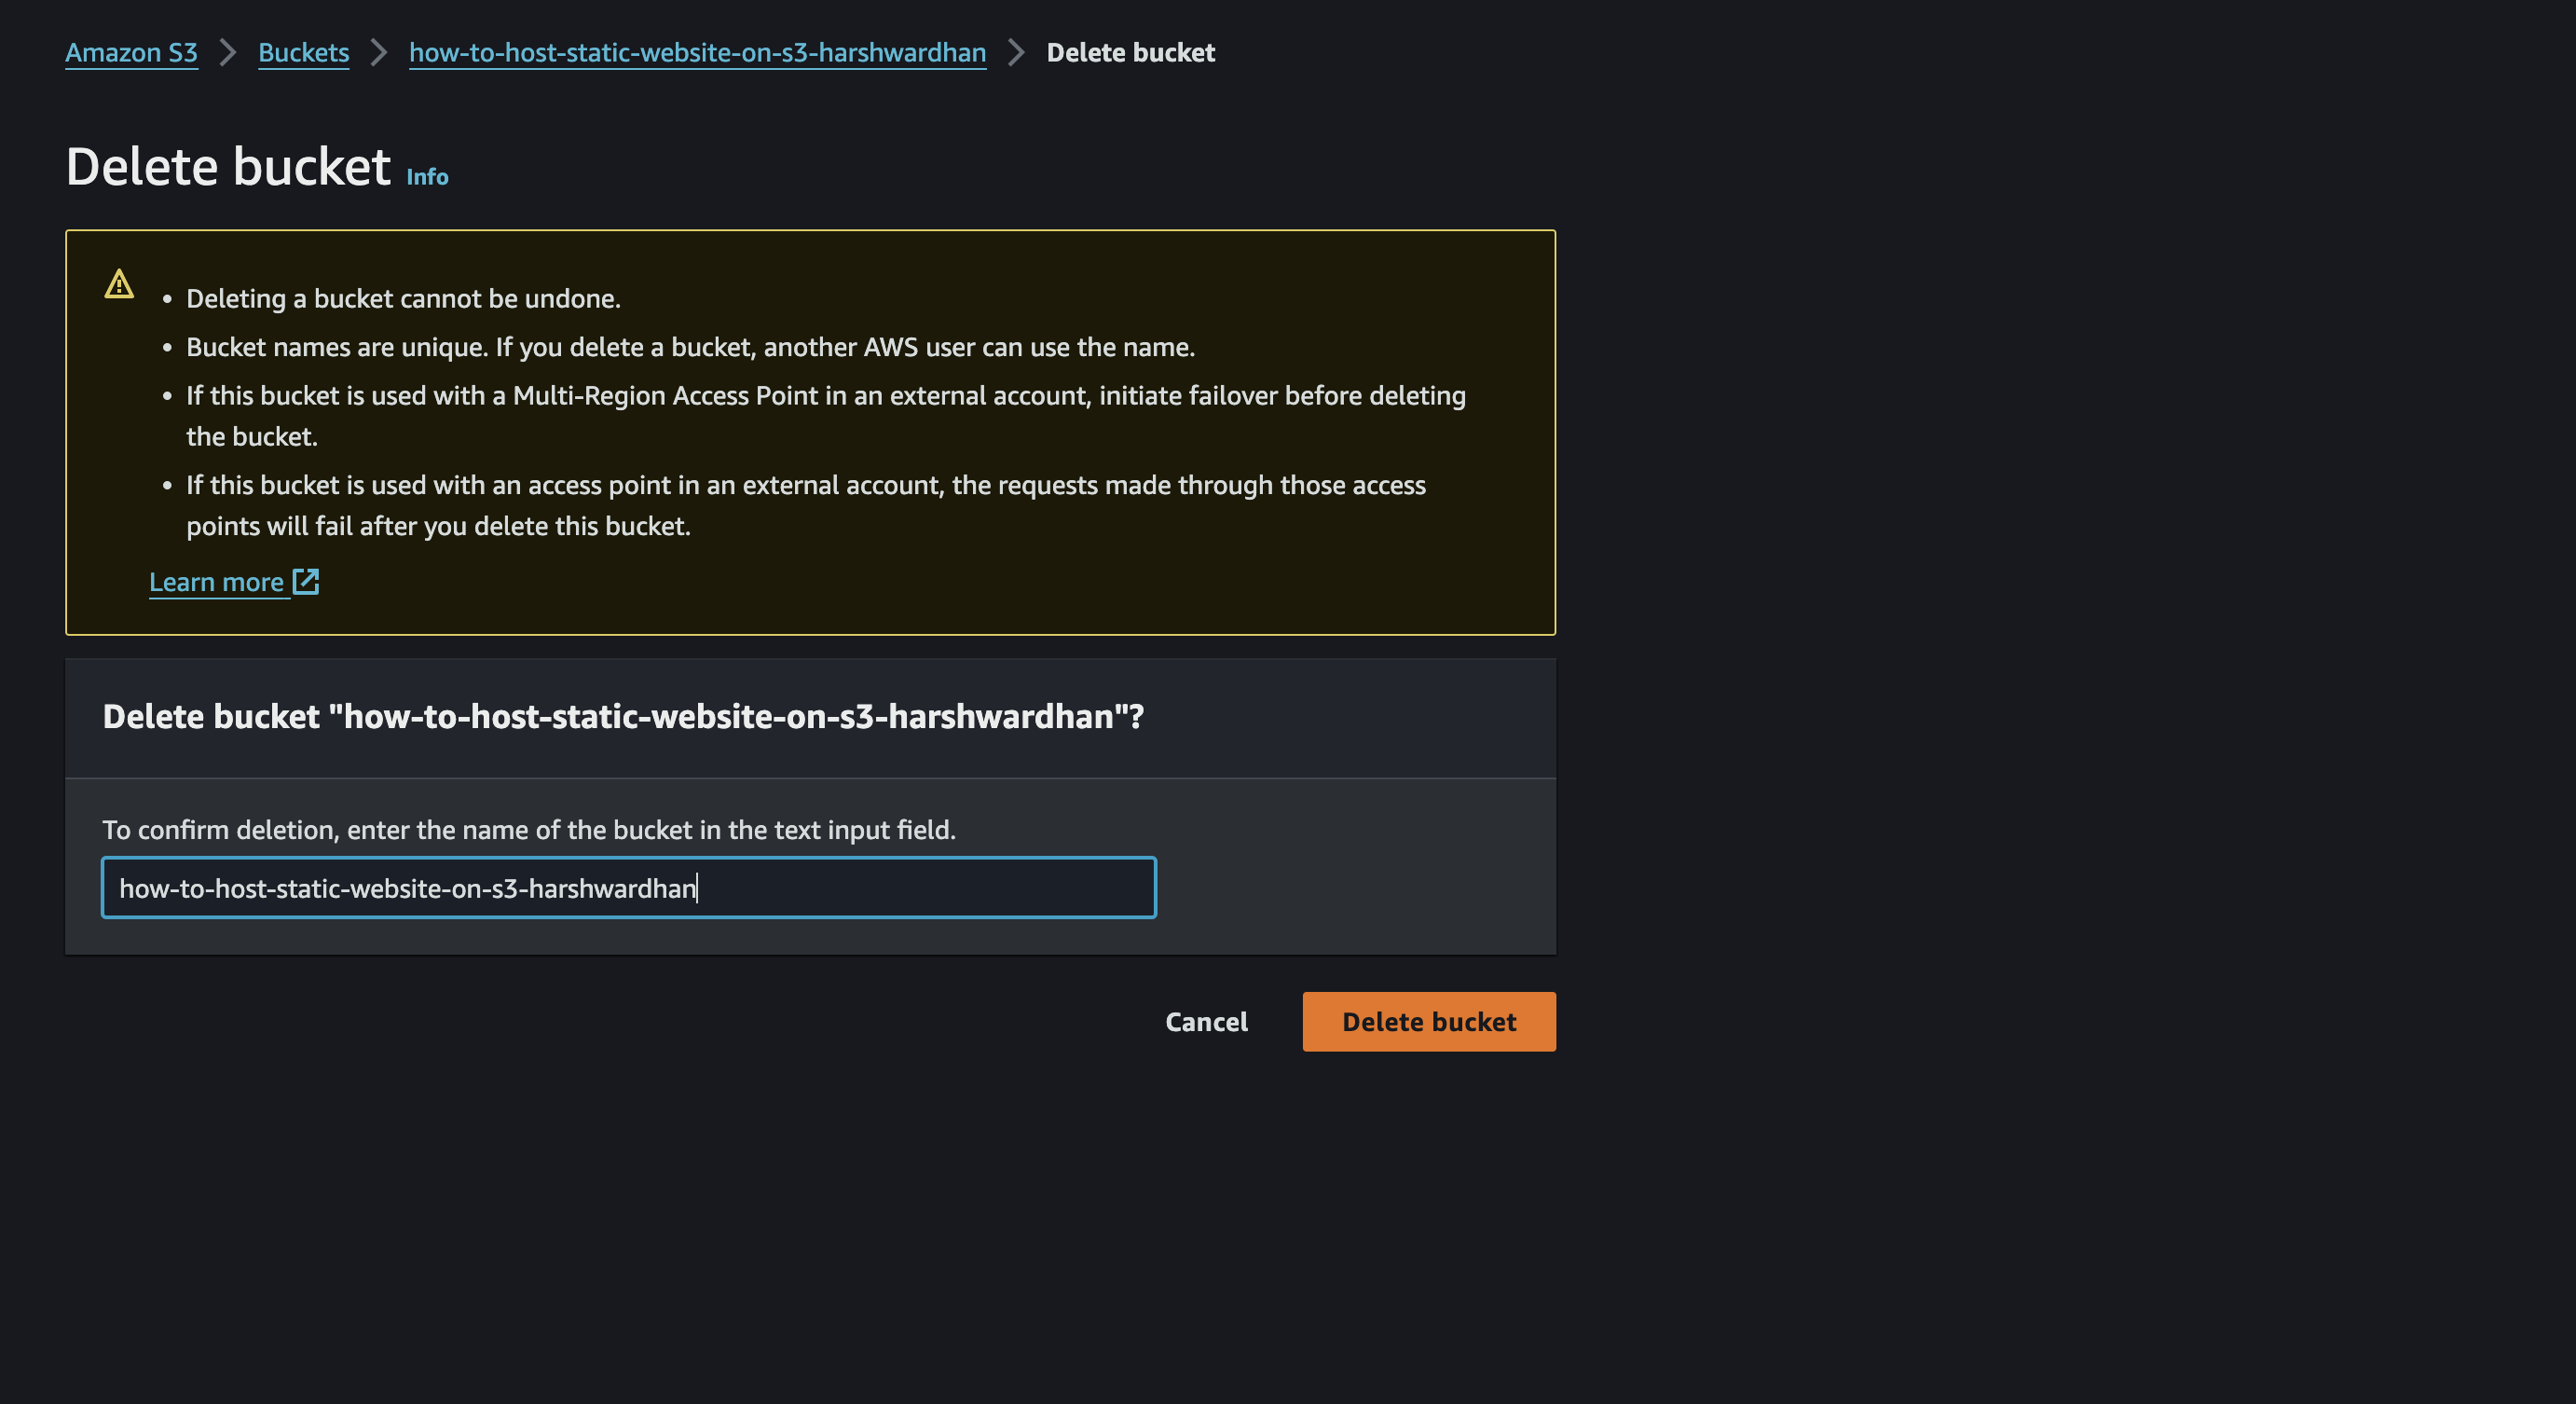 Amazon S3 > Buckets > how-to-host-static-website-on-s3-harshwardhan > Delete bucket
Delete bucket Info
• Deleting a bucket cannot be undone.
• Bucket names are unique. If you delete a bucket, another AWS user can use the name.
• If this bucket is used with a Multi-Region Access Point in an external account, initiate failover before deleting
the bucket.
• If this bucket is used with an access point in an external account, the requests made through those access
points will fail after you delete this bucket.
Learn more
Delete bucket "how-to-host-static-website-on-s3-harshwardhan"?
To confirm deletion, enter the name of the bucket in the text input field.
how-to-host-static-website-on-s3-harshwardhan
Cancel Delete bucket